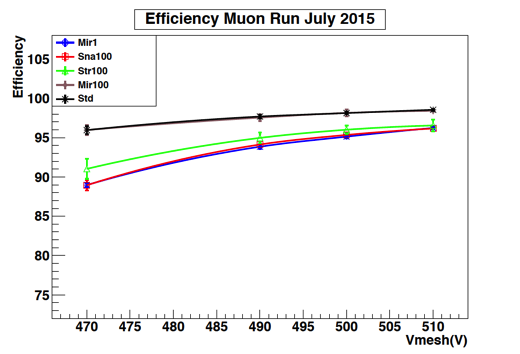 Efficiency Muon Run July 2015
Efficiency
105
100
95
90
85
80
75
Mir1
Sna100
Str100
Mir100
Std
470 475 480 485 490 495 500 505 510
Vmesh(V)